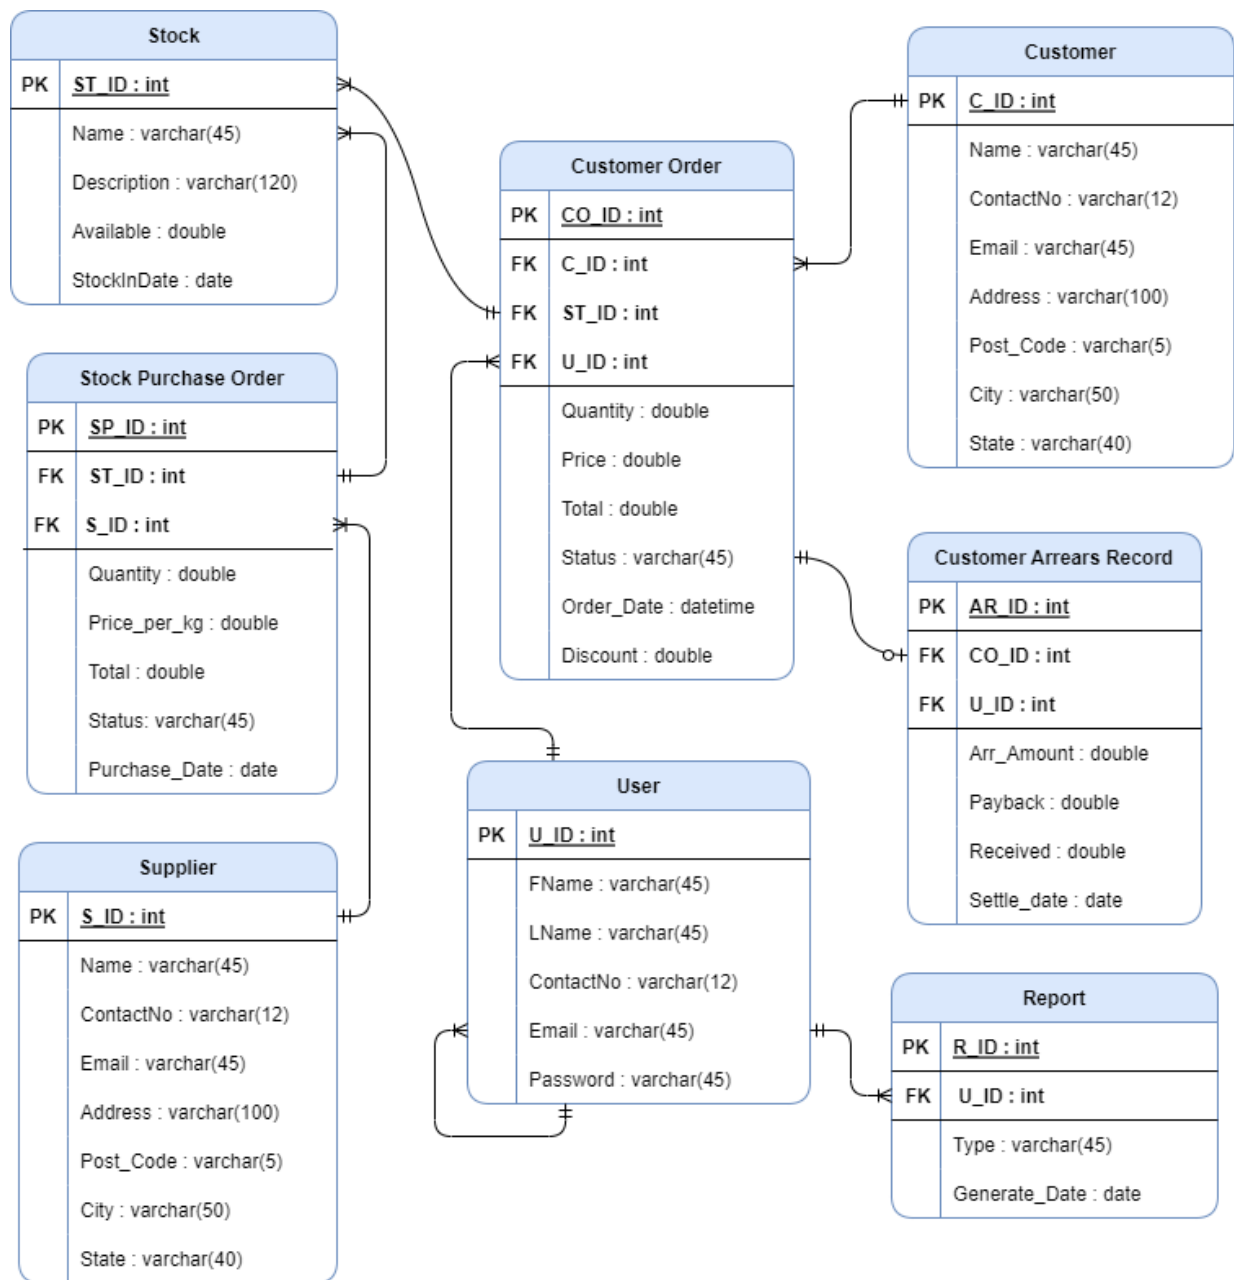 Stock
PK ST_ID : int
Name : varchar(45)
Description : varchar(120)
Available : double
StockInDate : date
Stock Purchase Order
PK SP_ID : int
FK ST_ID : int
FK S_ID : int
Quantity : double
Price_per_kg : double
Total : double
Status: varchar(45)
Purchase_Date : date
Supplier
PK S_ID : int
Name : varchar(45)
ContactNo : varchar(12)
Email : varchar(45)
Address : varchar(100)
Post_Code : varchar(5)
City : varchar(50)
State : varchar(40)
Customer Order
PK CO_ID : int
FK C_ID : int
FK ST_ID : int
FK U_ID : int
Quantity : double
Price : double
Total : double
Status : varchar(45)
Order_Date : datetime
Discount : double
User
PK U_ID : int
FName : varchar(45)
LName : varchar(45)
ContactNo : varchar(12)
Email : varchar(45)
Password : varchar(45)
Customer
PK C_ID : int
Name : varchar(45)
ContactNo : varchar(12)
Email : varchar(45)
Address : varchar(100)
Post_Code : varchar(5)
City : varchar(50)
State : varchar(40)
Customer Arrears Record
PK AR_ID : int
FK CO_ID : int
FK U_ID : int
Arr_Amount : double
Payback : double
Received : double
Settle_date : date
Report
PK R_ID : int
FK U_ID : int
Type : varchar(45)
Generate_Date : date